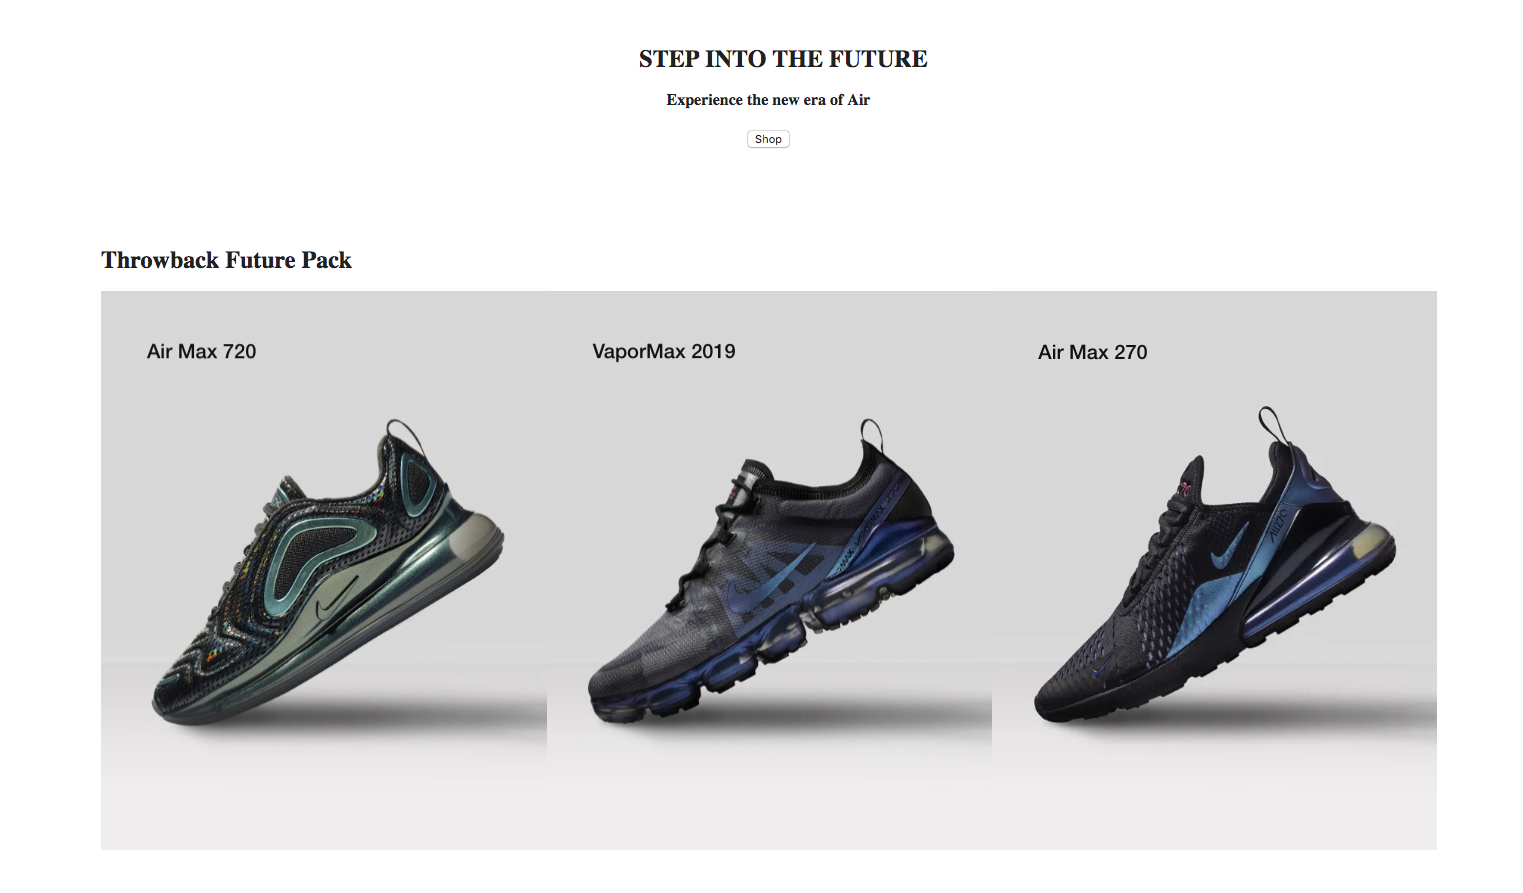 STEP INTO THE FUTURE
Experience the new era of Air
Shop
Throwback Future Pack
Air Max 720
VaporMax 2019
Air Max 270